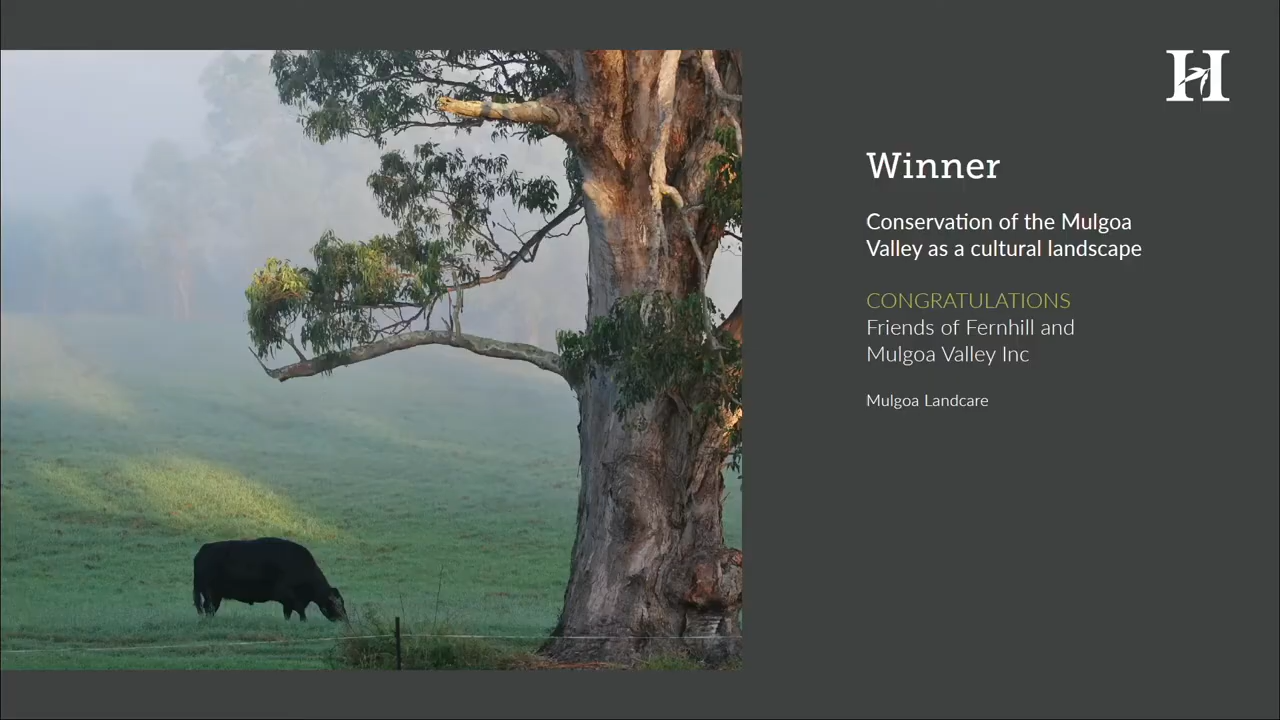 H
Winner
Conservation of the Mulgoa
Valley as a cultural landscape
CONGRATULATIONS
Friends of Fernhill and
Mulgoa Valley Inc
Mulgoa Landcare